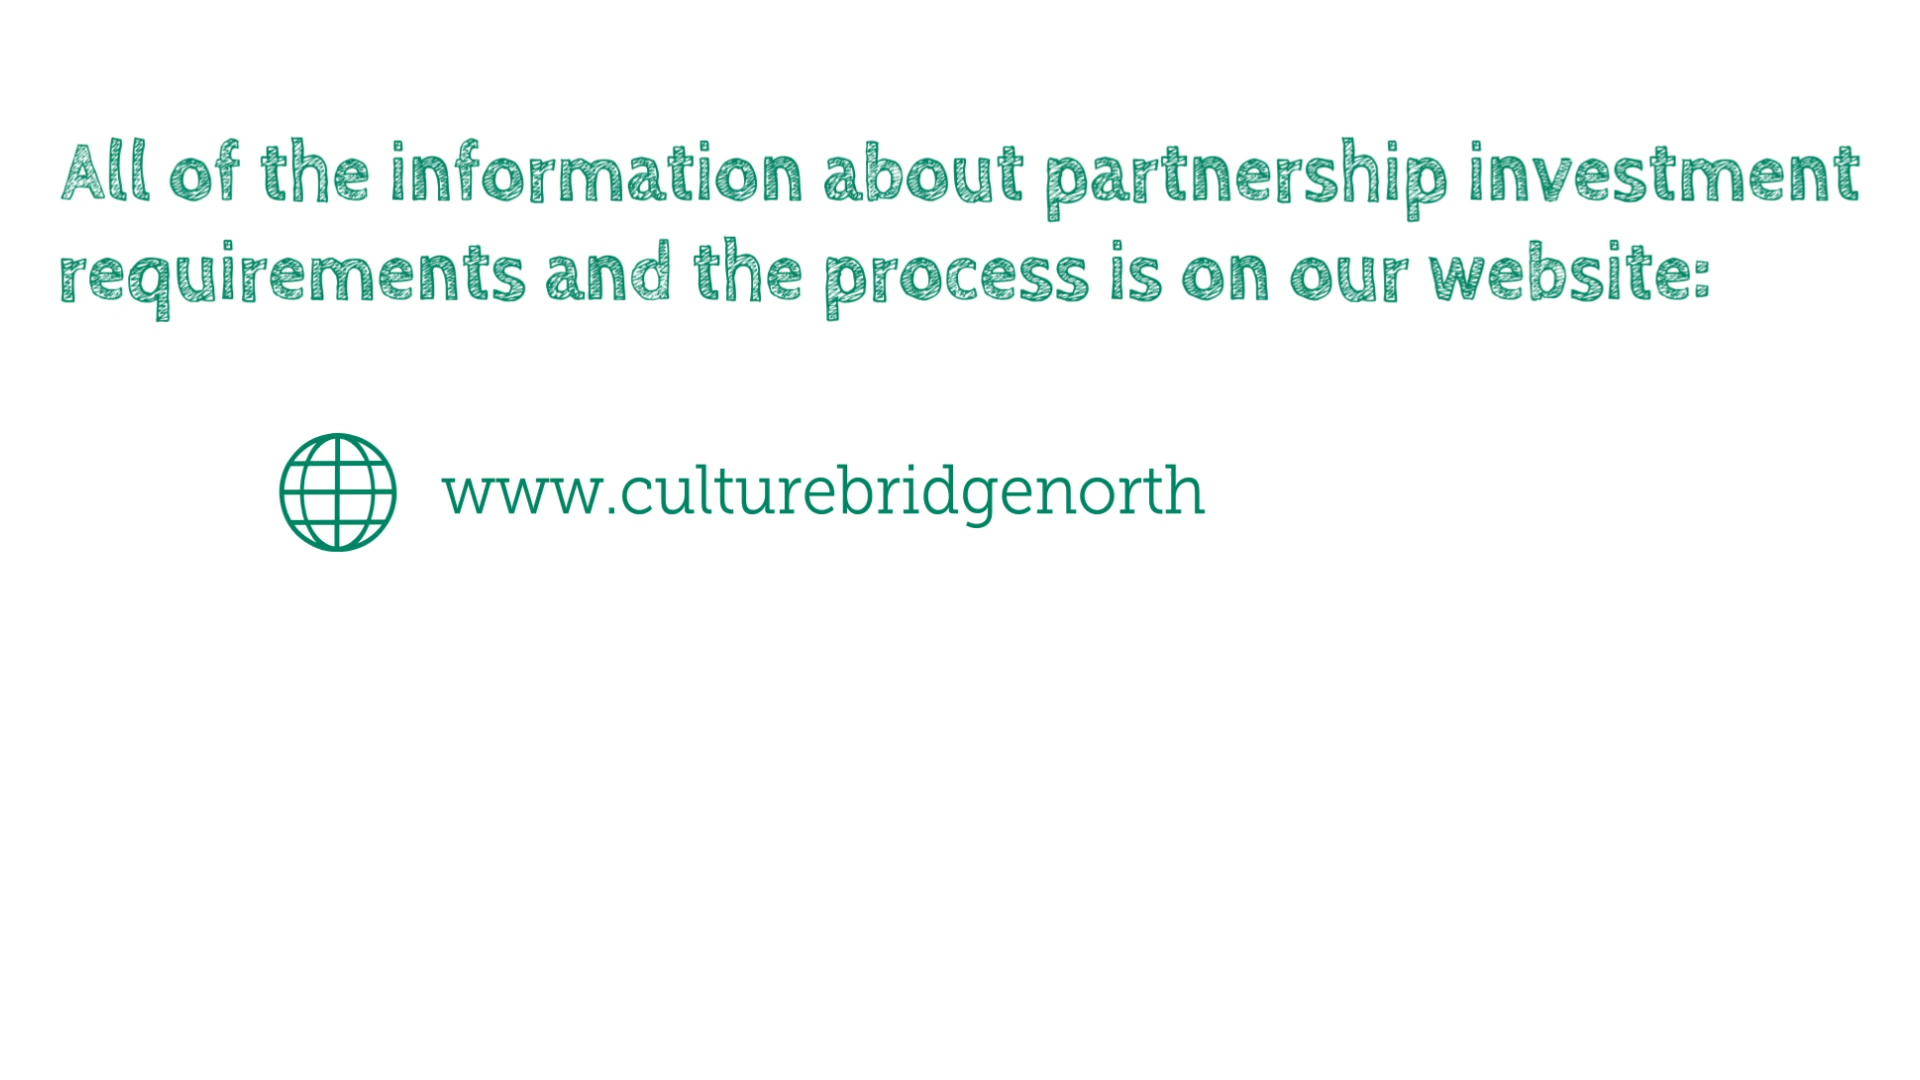 All of the information about partnership investment
requirements and the process is on our website:
www.culturebridgenorth